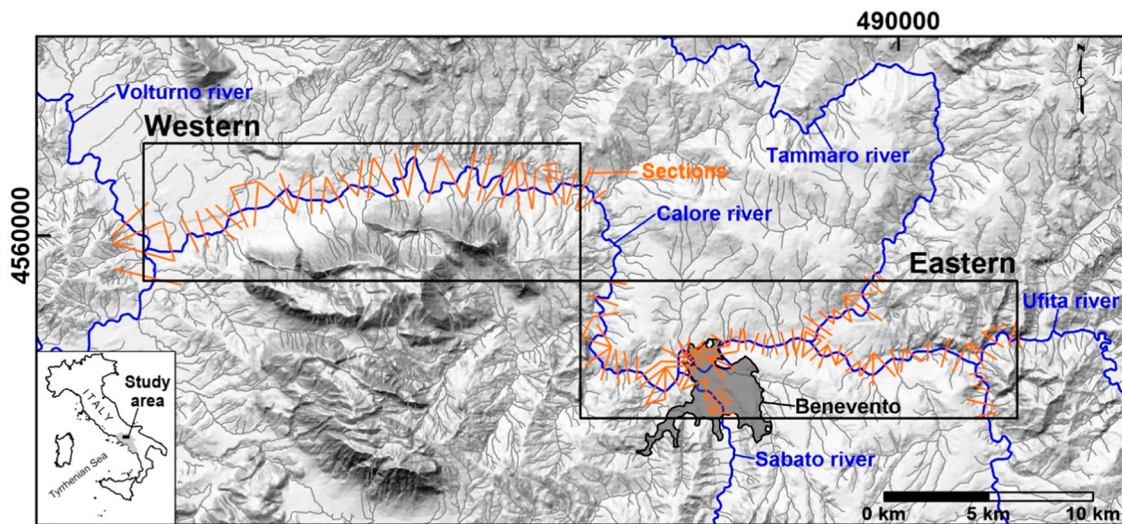 490000
Volturno river
Western
Tammaro river
Sections
Calore river
4560000
Eastern
Ufita river
Study
area
ITALY
Tyrrhenian Sea
Benevento
Sabato river
0 km
5 km
10 km